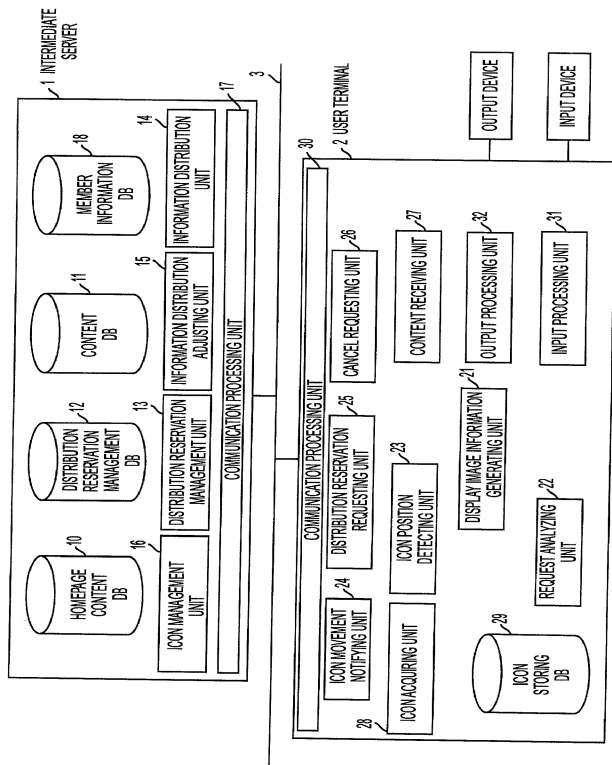 1 INTERMEDIATE
SERVER
10
HOMEPAGE
CONTENT
DB
12
DISTRIBUTION
RESERVATION
MANAGEMENT
DB
11
CONTENT
DB
18
MEMBER
INFORMATION
DB
16
ICON MANAGEMENT
UNIT
13
DISTRIBUTION RESERVATION
MANAGEMENT UNIT
15
INFORMATION DISTRIBUTION
ADJUSTING UNIT
14
INFORMATION DISTRIBUTION
UNIT
17
COMMUNICATION PROCESSING UNIT
3
30
COMMUNICATION PROCESSING UNIT
2 USER TERMINAL
24
ICON MOVEMENT
NOTIFYING UNIT
25
DISTRIBUTION RESERVATION
REQUESTING UNIT
26
CANCEL REQUESTING UNIT
28
ICON ACQUIRING UNIT
23
ICON POSITION
DETECTING UNIT
27
CONTENT RECEIVING UNIT
21
DISPLAY IMAGE INFORMATION
GENERATING UNIT
32
OUTPUT PROCESSING UNIT
OUTPUT DEVICE
29
ICON
STORING
DB
22
REQUEST ANALYZING
UNIT
31
INPUT PROCESSING UNIT
INPUT DEVICE